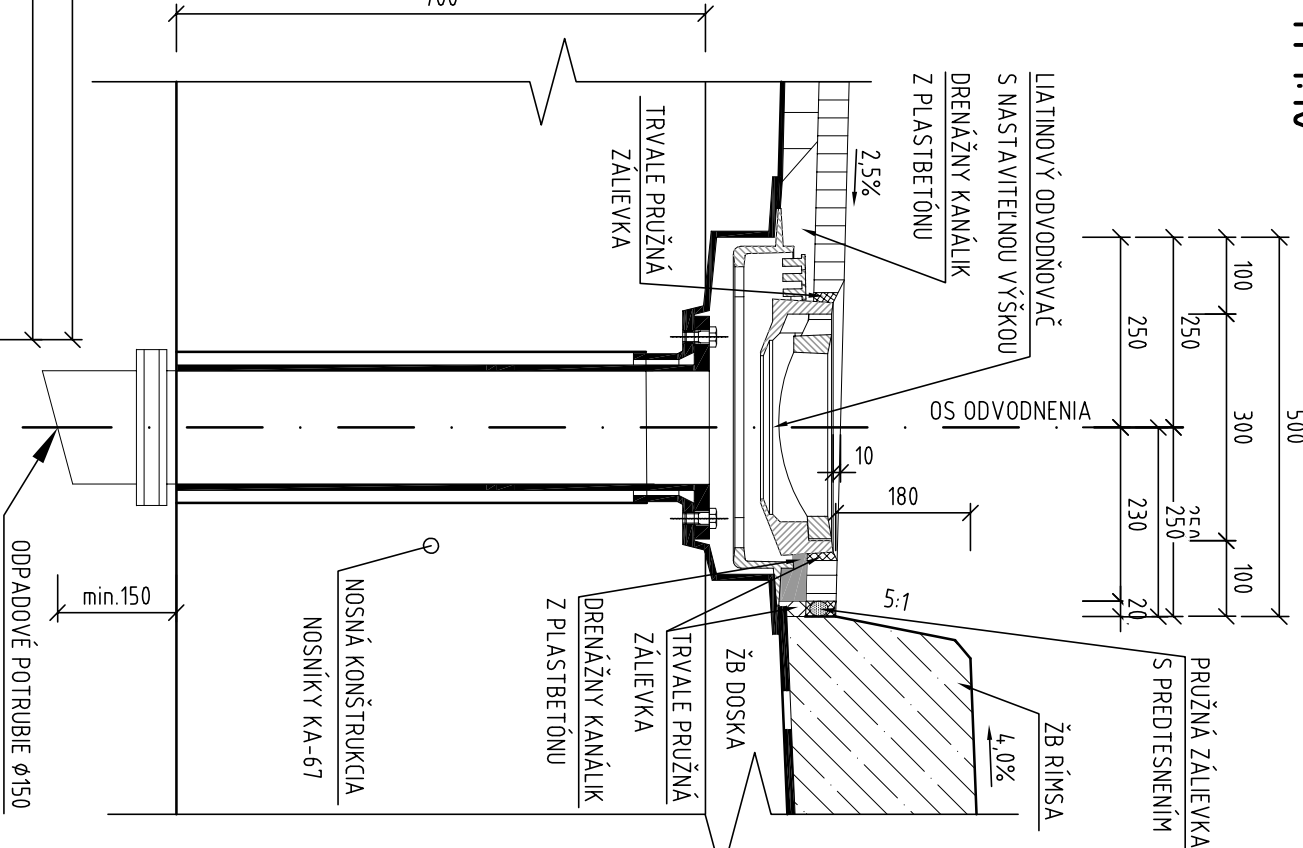 LIATINOVÝ ODVODŇOVAČ
S NASTAVITEĽNOU VÝŠKOU
DRENÁŽNY KANÁLIK
Z PLASTBETÓNU
2,5%
TRVALE PRUŽNÁ
ZÁLIEVKA
700
500
100
300
100
250
250
250
250
230
20
OS ODVODNENIA
10
180
5:1
PRUŽNÁ ZÁLIEVKA
S PREDTESNENÍM
ŽB RÍMSA
4,0%
ŽB DOSKA
TRVALE PRUŽNÁ
ZÁLIEVKA
DRENÁŽNY KANÁLIK
Z PLASTBETÓNU
NOSNÁ KONŠTRUKCIA
NOSNÍKY KA-67
min.150
ODPADOVÉ POTRUBIE ø150